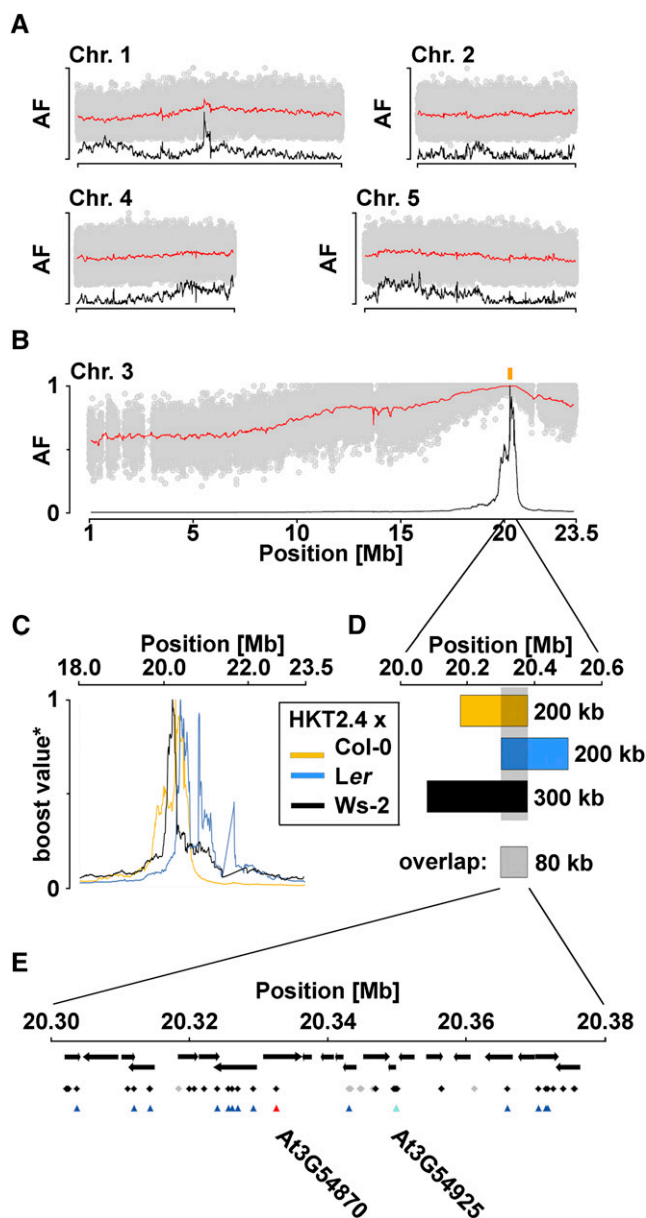 A
Chr. 1
Chr. 2
AF
AF
Chr. 4
Chr. 5
AF
AF
B
Chr. 3
1
AF
0
1 5 10 15 20 23.5
Position [Mb]
C
Position [Mb]
18.0 20.0 22.0 23.5
1
boost value*
0
HKT2.4 x
Col-0
Ler
Ws-2
D
Position [Mb]
20.0 20.2 20.4 20.6
200 kb
200 kb
300 kb
overlap: 80 kb
E
Position [Mb]
20.30 20.32 20.34 20.36 20.38
At3G54870
At3G54925